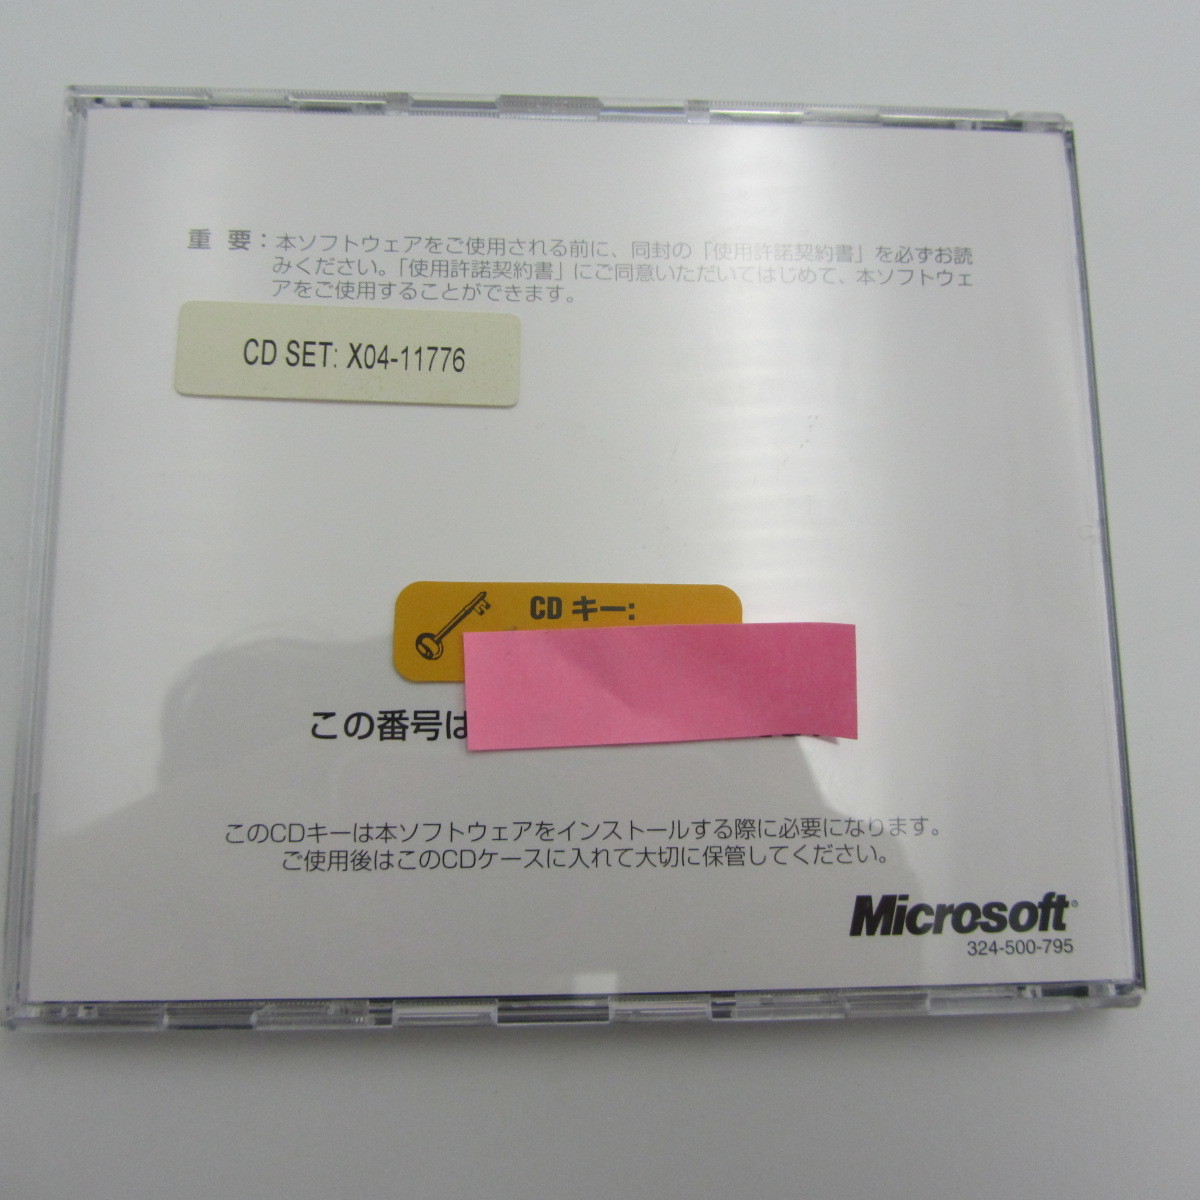 重 要：本ソフトウェアをご使用される前に、同封の「使用許諾契約書」を必ずお読
みください。「使用許諾契約書」にご同意いただいてはじめて、本ソフトウェ
アをご使用することができます。
CD SET: X04-11776
CD キー:
この番号は
このCDキーは本ソフトウェアをインストールする際に必要になります。
ご使用後はこのCDケースに入れて大切に保管してください。
Microsoft®
324-500-795